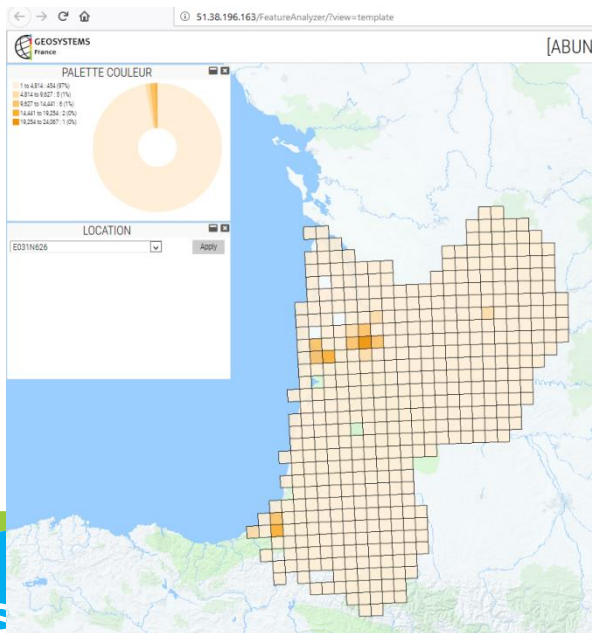 51.38.196.163/FeatureAnalyzer/?view=template
GEOSYSTEMS
France
[ABUN
PALETTE COULEUR
1 to 4,814 : 454 (97%)
4,814 to 9,627 : 5 (1%)
9,627 to 14,441 : 6 (1%)
14,441 to 19,254 : 2 (0%)
19,254 to 24,067 : 1 (0%)
LOCATION
E031N626
Apply
S